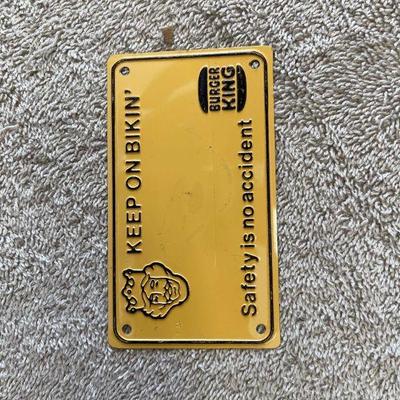 KEEP ON BIKIN'
BURGER
KING
Safety is no accident